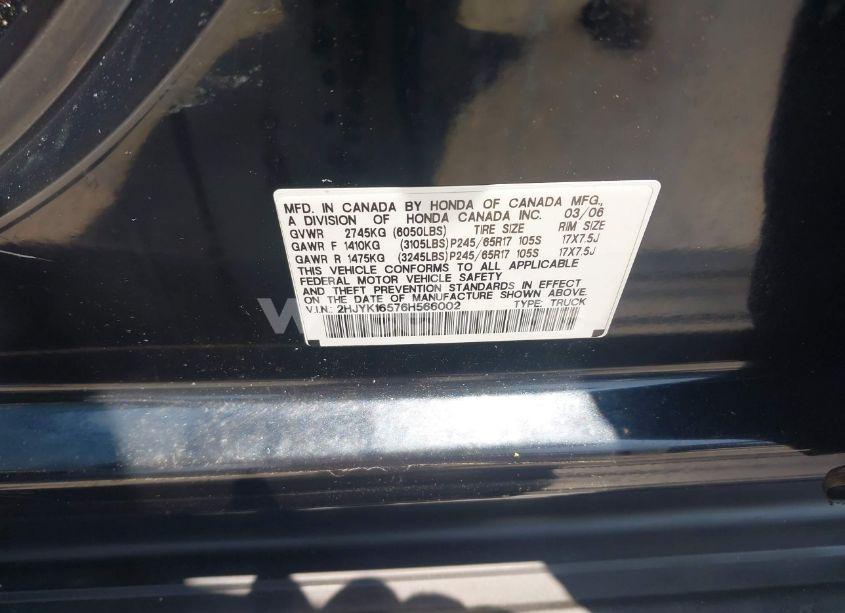 MFD. IN CANADA BY HONDA OF CANADA MFG.,
A DIVISION OF HONDA CANADA INC. 03/06
GVWR 2745KG (6050LBS) TIRE SIZE RIM SIZE
GAWR F 1410KG (3105LBS) P245/65R17 105S 17X7.5J
GAWR R 1475KG (3245LBS) P245/65R17 105S 17X7.5J
THIS VEHICLE CONFORMS TO ALL APPLICABLE
FEDERAL MOTOR VEHICLE SAFETY
AND THEFT PREVENTION STANDARDS IN EFFECT
ON THE DATE OF MANUFACTURE SHOWN ABOVE.
V.I.N.: 2HJYK16576H566002 TYPE: TRUCK